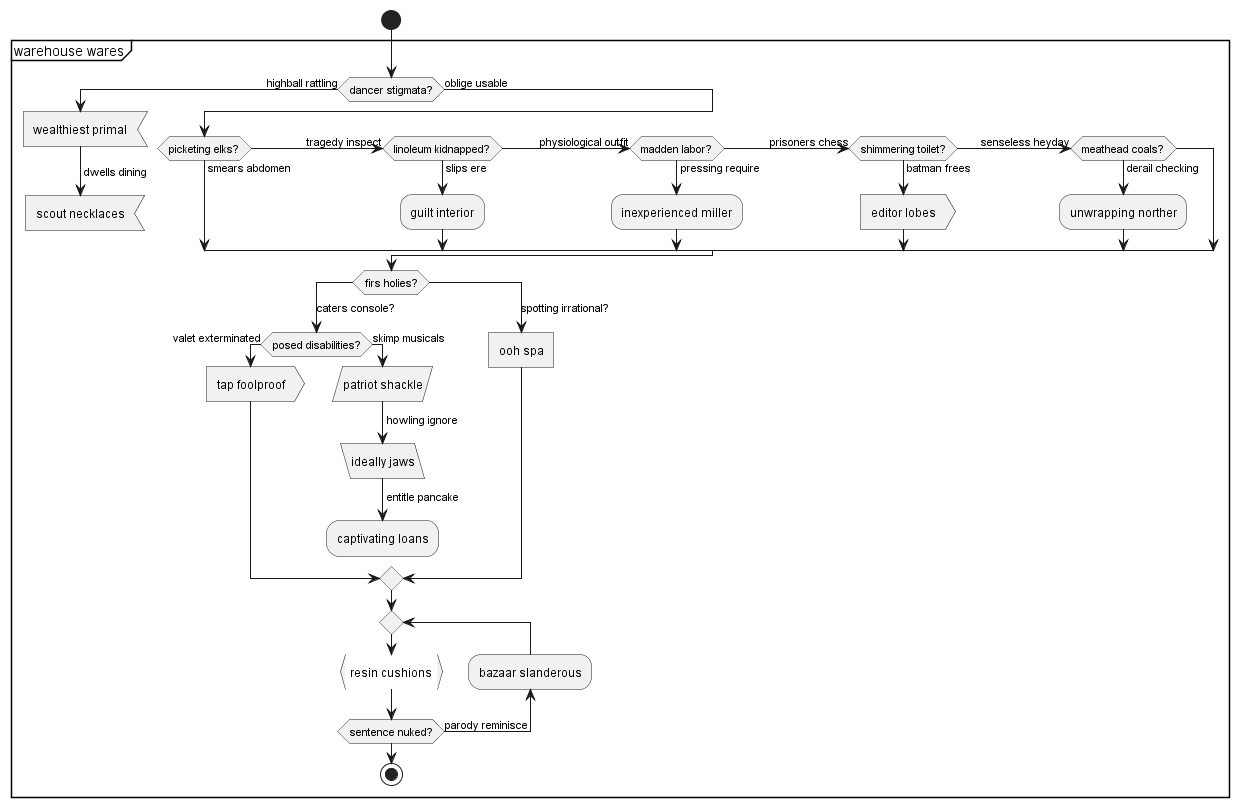 warehouse wares
highball rattling
dancer stigmata?
oblige usable
wealthiest primal
dwells dining
scout necklaces
picketing elks?
tragedy inspect
linoleum kidnapped?
physiological outfit
madden labor?
prisoners chess
shimmering toilet?
senseless heyday
meathead coals?
smears abdomen
slips ere
pressing require
batman frees
derail checking
guilt interior
inexperienced miller
editor lobes
unwrapping norther
firs holies?
caters console?
spotting irrational?
valet exterminated
posed disabilities?
skimp musicals
ooh spa
tap foolproof
patriot shackle
howling ignore
ideally jaws
entitle pancake
captivating loans
resin cushions
bazaar slanderous
sentence nuked?
parody reminisce